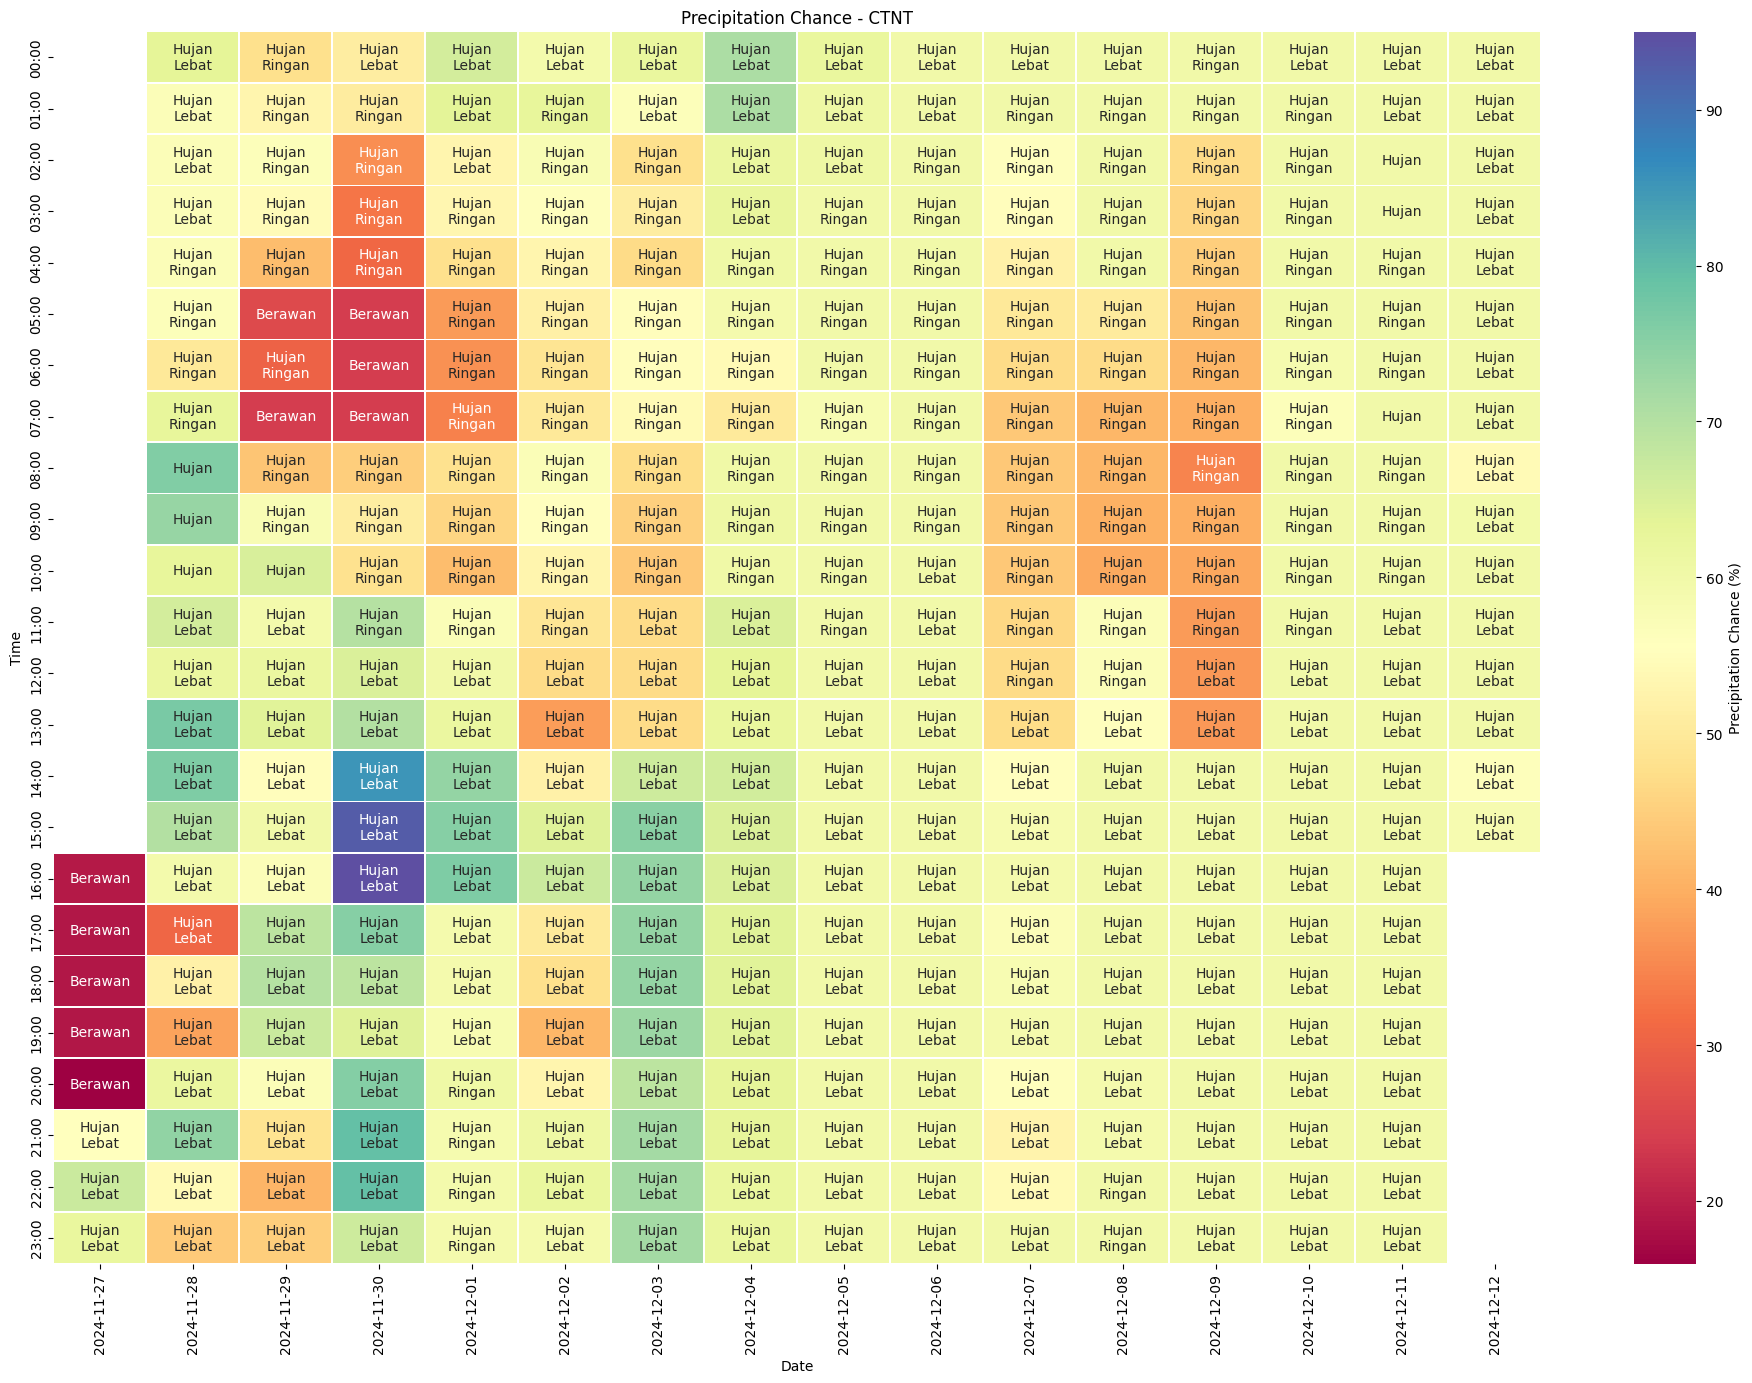 Precipitation Chance - CTNT
00:00 Hujan Lebat Hujan Ringan Hujan Lebat Hujan Lebat Hujan Lebat Hujan Lebat Hujan Lebat Hujan Lebat Hujan Lebat Hujan Lebat Hujan Lebat Hujan Ringan Hujan Lebat Hujan Lebat Hujan Lebat
01:00 Hujan Lebat Hujan Ringan Hujan Ringan Hujan Lebat Hujan Ringan Hujan Lebat Hujan Lebat Hujan Lebat Hujan Lebat Hujan Ringan Hujan Ringan Hujan Ringan Hujan Ringan Hujan Lebat Hujan Lebat
02:00 Hujan Lebat Hujan Ringan Hujan Ringan Hujan Lebat Hujan Ringan Hujan Ringan Hujan Lebat Hujan Lebat Hujan Ringan Hujan Ringan Hujan Ringan Hujan Ringan Hujan Ringan Hujan Hujan Lebat
03:00 Hujan Lebat Hujan Ringan Hujan Ringan Hujan Ringan Hujan Ringan Hujan Ringan Hujan Lebat Hujan Ringan Hujan Ringan Hujan Ringan Hujan Ringan Hujan Ringan Hujan Ringan Hujan Hujan Lebat
04:00 Hujan Ringan Hujan Ringan Hujan Ringan Hujan Ringan Hujan Ringan Hujan Ringan Hujan Ringan Hujan Ringan Hujan Ringan Hujan Ringan Hujan Ringan Hujan Ringan Hujan Ringan Hujan Ringan Hujan Lebat
05:00 Hujan Ringan Berawan Berawan Hujan Ringan Hujan Ringan Hujan Ringan Hujan Ringan Hujan Ringan Hujan Ringan Hujan Ringan Hujan Ringan Hujan Ringan Hujan Ringan Hujan Ringan Hujan Lebat
06:00 Hujan Ringan Hujan Ringan Berawan Hujan Ringan Hujan Ringan Hujan Ringan Hujan Ringan Hujan Ringan Hujan Ringan Hujan Ringan Hujan Ringan Hujan Ringan Hujan Ringan Hujan Ringan Hujan Lebat
07:00 Hujan Ringan Berawan Berawan Hujan Ringan Hujan Ringan Hujan Ringan Hujan Ringan Hujan Ringan Hujan Ringan Hujan Ringan Hujan Ringan Hujan Ringan Hujan Ringan Hujan Hujan Lebat
08:00 Hujan Hujan Ringan Hujan Ringan Hujan Ringan Hujan Ringan Hujan Ringan Hujan Ringan Hujan Ringan Hujan Ringan Hujan Ringan Hujan Ringan Hujan Ringan Hujan Ringan Hujan Ringan Hujan Lebat
09:00 Hujan Hujan Ringan Hujan Ringan Hujan Ringan Hujan Ringan Hujan Ringan Hujan Ringan Hujan Ringan Hujan Ringan Hujan Ringan Hujan Ringan Hujan Ringan Hujan Ringan Hujan Ringan Hujan Lebat
10:00 Hujan Hujan Hujan Ringan Hujan Ringan Hujan Ringan Hujan Ringan Hujan Ringan Hujan Ringan Hujan Lebat Hujan Ringan Hujan Ringan Hujan Ringan Hujan Ringan Hujan Ringan Hujan Lebat
11:00 Hujan Lebat Hujan Lebat Hujan Ringan Hujan Ringan Hujan Ringan Hujan Lebat Hujan Lebat Hujan Ringan Hujan Lebat Hujan Ringan Hujan Ringan Hujan Ringan Hujan Ringan Hujan Lebat Hujan Lebat
12:00 Hujan Lebat Hujan Lebat Hujan Lebat Hujan Lebat Hujan Lebat Hujan Lebat Hujan Lebat Hujan Lebat Hujan Lebat Hujan Ringan Hujan Ringan Hujan Lebat Hujan Lebat Hujan Lebat Hujan Lebat
13:00 Hujan Lebat Hujan Lebat Hujan Lebat Hujan Lebat Hujan Lebat Hujan Lebat Hujan Lebat Hujan Lebat Hujan Lebat Hujan Lebat Hujan Lebat Hujan Lebat Hujan Lebat Hujan Lebat Hujan Lebat
14:00 Hujan Lebat Hujan Lebat Hujan Lebat Hujan Lebat Hujan Lebat Hujan Lebat Hujan Lebat Hujan Lebat Hujan Lebat Hujan Lebat Hujan Lebat Hujan Lebat Hujan Lebat Hujan Lebat Hujan Lebat
15:00 Hujan Lebat Hujan Lebat Hujan Lebat Hujan Lebat Hujan Lebat Hujan Lebat Hujan Lebat Hujan Lebat Hujan Lebat Hujan Lebat Hujan Lebat Hujan Lebat Hujan Lebat Hujan Lebat Hujan Lebat
16:00 Berawan Hujan Lebat Hujan Lebat Hujan Lebat Hujan Lebat Hujan Lebat Hujan Lebat Hujan Lebat Hujan Lebat Hujan Lebat Hujan Lebat Hujan Lebat Hujan Lebat Hujan Lebat Hujan Lebat
17:00 Berawan Hujan Lebat Hujan Lebat Hujan Lebat Hujan Lebat Hujan Lebat Hujan Lebat Hujan Lebat Hujan Lebat Hujan Lebat Hujan Lebat Hujan Lebat Hujan Lebat Hujan Lebat Hujan Lebat
18:00 Berawan Hujan Lebat Hujan Lebat Hujan Lebat Hujan Lebat Hujan Lebat Hujan Lebat Hujan Lebat Hujan Lebat Hujan Lebat Hujan Lebat Hujan Lebat Hujan Lebat Hujan Lebat Hujan Lebat
19:00 Berawan Hujan Lebat Hujan Lebat Hujan Lebat Hujan Lebat Hujan Lebat Hujan Lebat Hujan Lebat Hujan Lebat Hujan Lebat Hujan Lebat Hujan Lebat Hujan Lebat Hujan Lebat Hujan Lebat
20:00 Berawan Hujan Lebat Hujan Lebat Hujan Lebat Hujan Ringan Hujan Lebat Hujan Lebat Hujan Lebat Hujan Lebat Hujan Lebat Hujan Lebat Hujan Lebat Hujan Lebat Hujan Lebat Hujan Lebat
21:00 Hujan Lebat Hujan Lebat Hujan Lebat Hujan Lebat Hujan Ringan Hujan Lebat Hujan Lebat Hujan Lebat Hujan Lebat Hujan Lebat Hujan Lebat Hujan Lebat Hujan Lebat Hujan Lebat Hujan Lebat
22:00 Hujan Lebat Hujan Lebat Hujan Lebat Hujan Lebat Hujan Ringan Hujan Lebat Hujan Lebat Hujan Lebat Hujan Lebat Hujan Lebat Hujan Lebat Hujan Ringan Hujan Lebat Hujan Lebat Hujan Lebat
23:00 Hujan Lebat Hujan Lebat Hujan Lebat Hujan Lebat Hujan Ringan Hujan Lebat Hujan Lebat Hujan Lebat Hujan Lebat Hujan Lebat Hujan Lebat Hujan Ringan Hujan Lebat Hujan Lebat Hujan Lebat
Time
2024-11-27
2024-11-28
2024-11-29
2024-11-30
2024-12-01
2024-12-02
2024-12-03
2024-12-04
2024-12-05
2024-12-06
2024-12-07
2024-12-08
2024-12-09
2024-12-10
2024-12-11
2024-12-12
Date
90
80
70
60
50
40
30
20
Precipitation Chance (%)